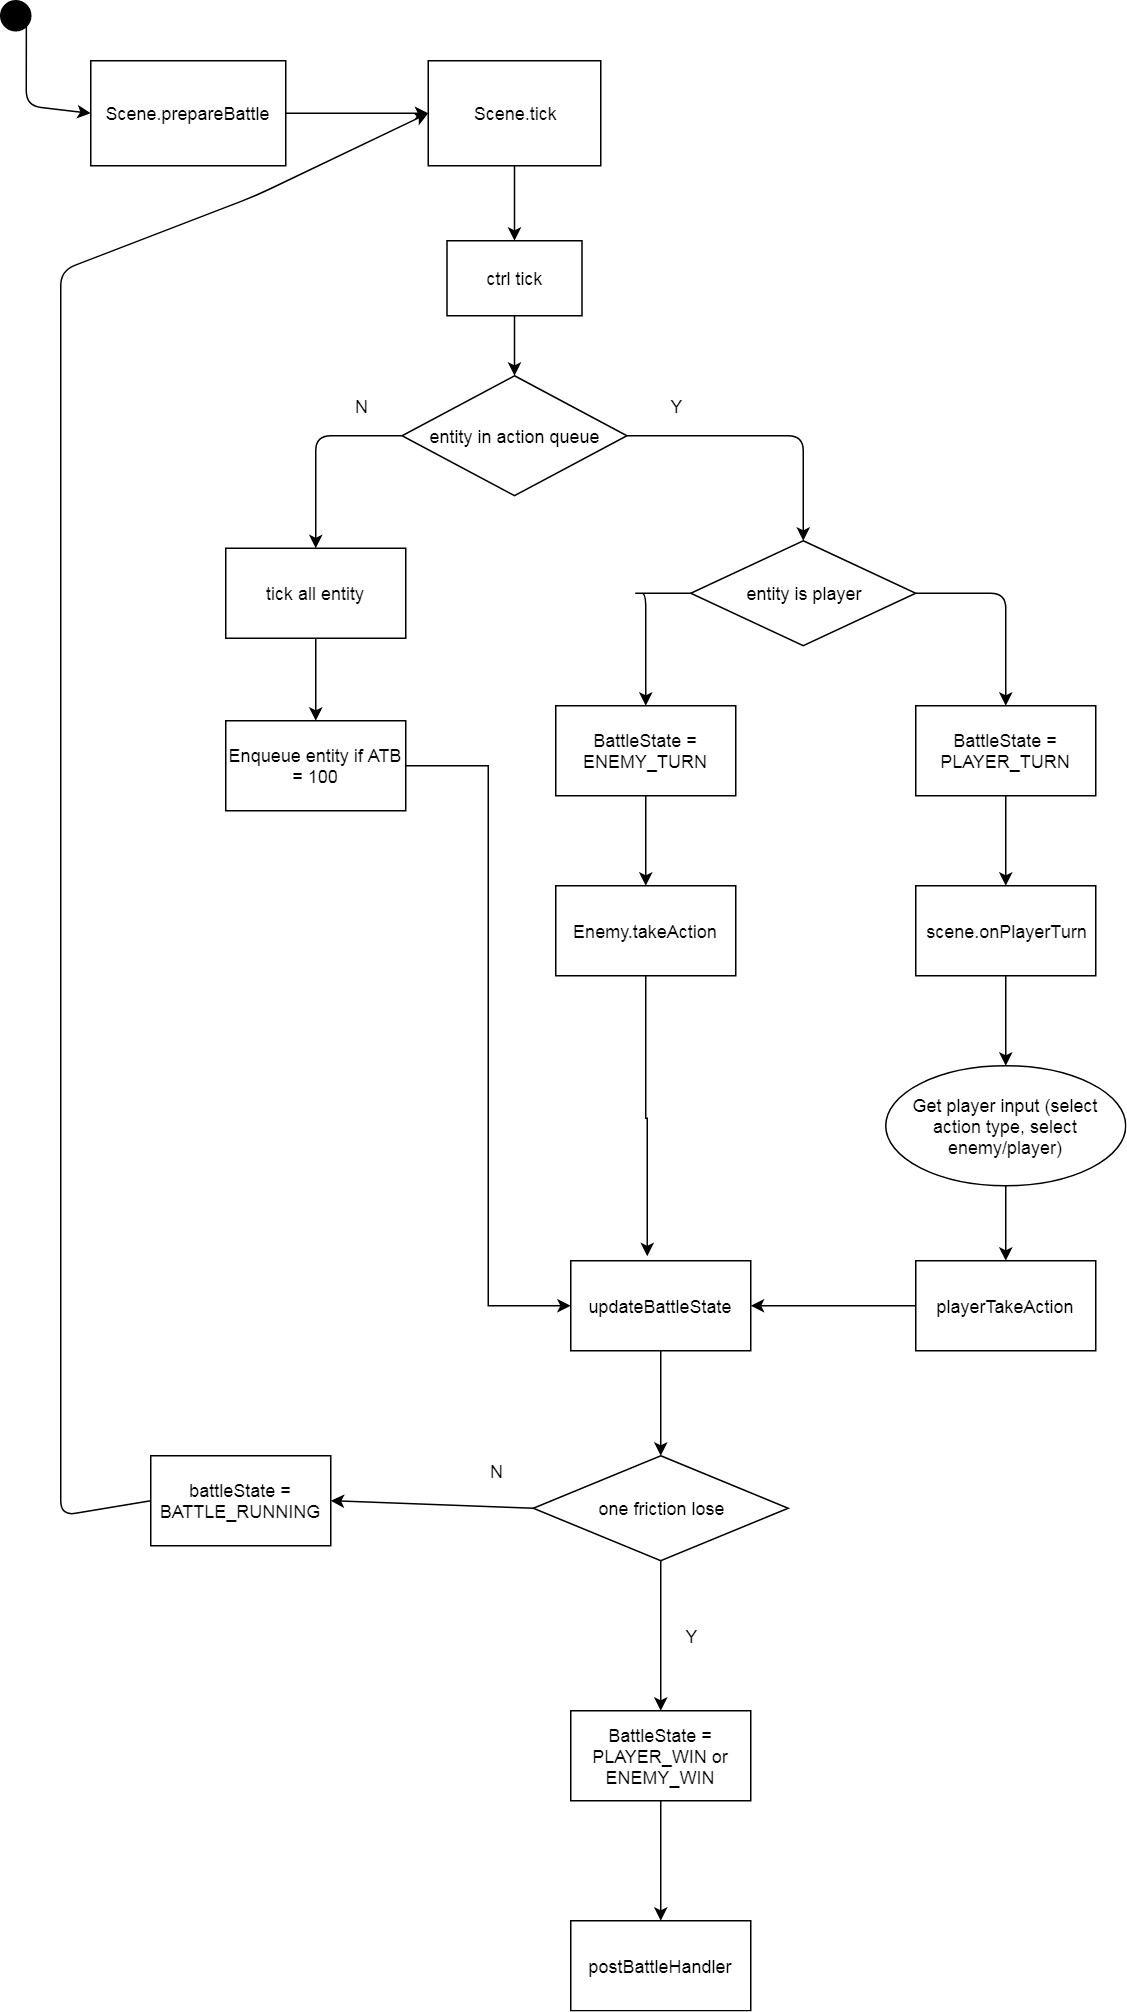 Scene.prepareBattle
Scene.tick
ctrl tick
N
Y
entity in action queue
tick all entity
entity is player
Enqueue entity if ATB
= 100
BattleState =
ENEMY_TURN
BattleState =
PLAYER_TURN
Enemy.takeAction
scene.onPlayerTurn
Get player input (select
action type, select
enemy/player)
updateBattleState
playerTakeAction
N
battleState =
BATTLE_RUNNING
one friction lose
Y
BattleState =
PLAYER_WIN or
ENEMY_WIN
postBattleHandler